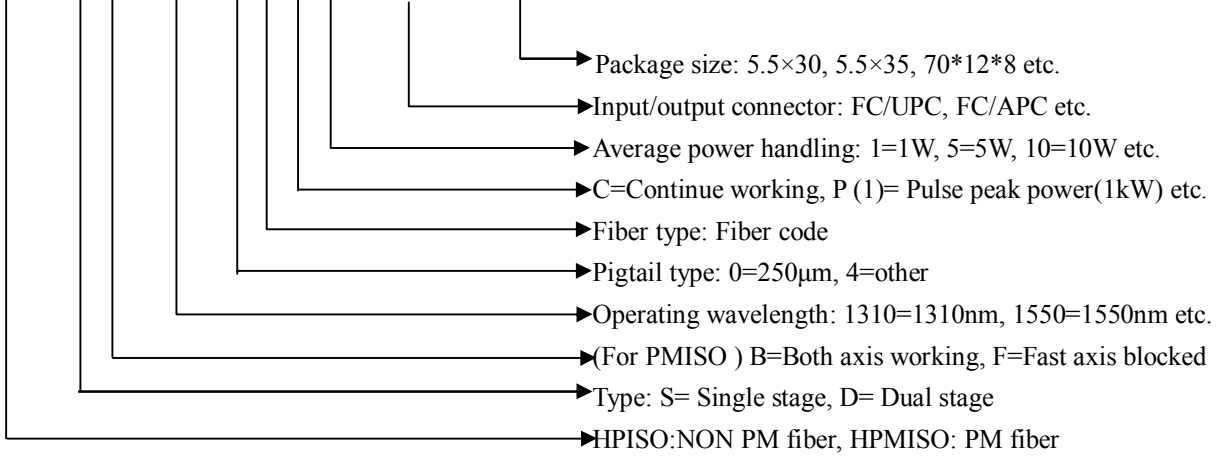 Package size: 5.5×30, 5.5×35, 70*12*8 etc.
Input/output connector: FC/UPC, FC/APC etc.
Average power handling: 1=1W, 5=5W, 10=10W etc.
C=Continue working, P (1)= Pulse peak power(1kW) etc.
Fiber type: Fiber code
Pigtail type: 0=250μm, 4=other
Operating wavelength: 1310=1310nm, 1550=1550nm etc.
(For PMISO ) B=Both axis working, F=Fast axis blocked
Type: S= Single stage, D= Dual stage
HPISO:NON PM fiber, HPMISO: PM fiber